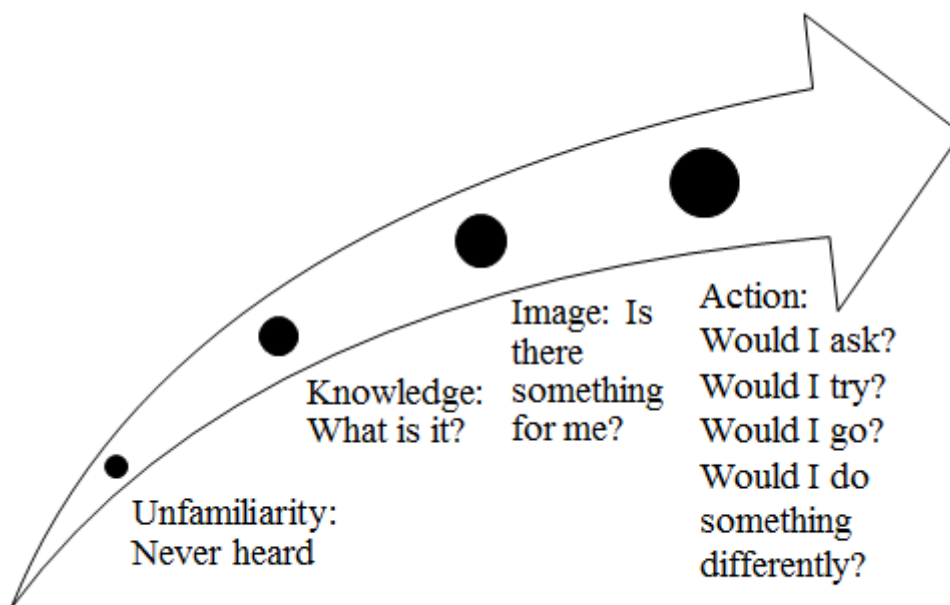 Unfamiliarity:
Never heard
Knowledge:
What is it?
Image: Is
there
something
for me?
Action:
Would I ask?
Would I try?
Would I go?
Would I do
something
differently?